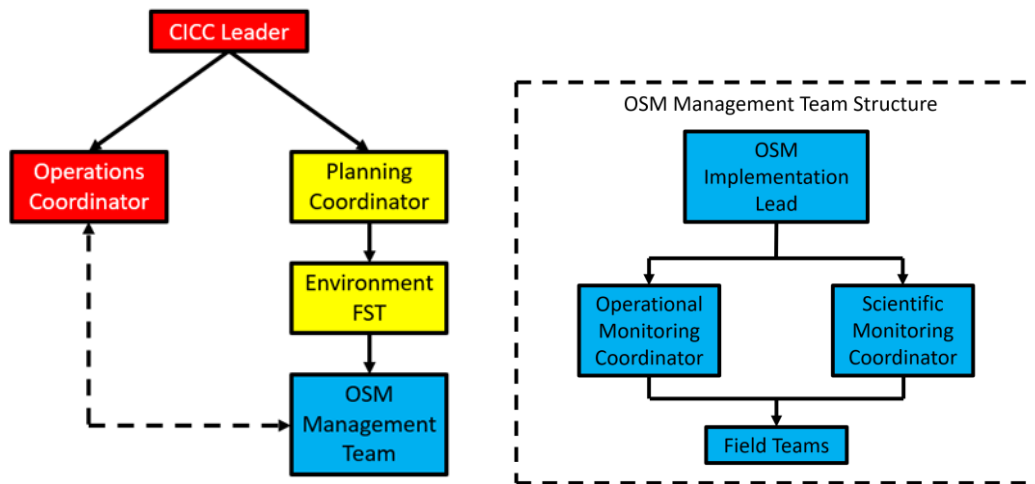 CICC Leader
Operations
Coordinator
Planning
Coordinator
Environment
FST
OSM
Management
Team
OSM Management Team Structure
OSM
Implementation
Lead
Operational
Monitoring
Coordinator
Scientific
Monitoring
Coordinator
Field Teams